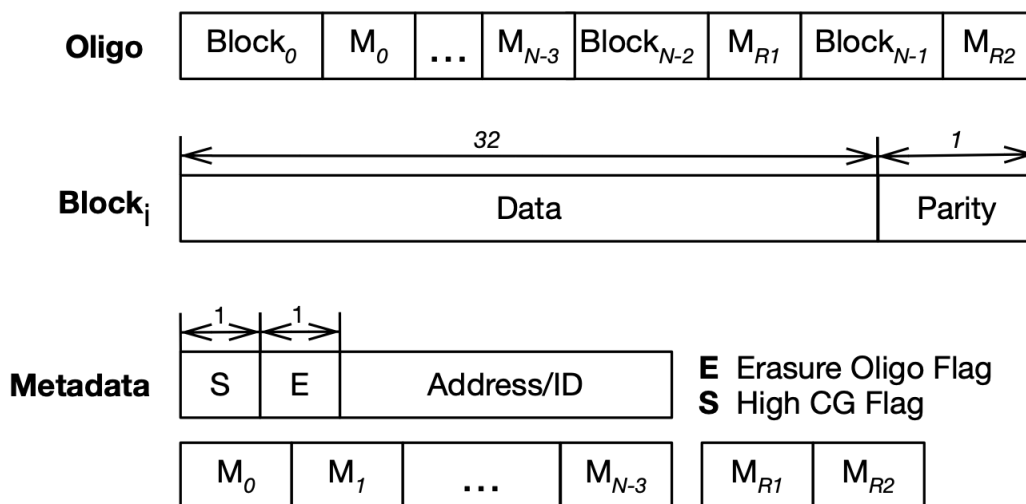 Oligo Block0 M0 ... MN-3 BlockN-2 MR1 BlockN-1 MR2
32 1
Blocki Data Parity
1 1
Metadata S E Address/ID
E Erasure Oligo Flag
S High CG Flag
M0 M1 ... MN-3 MR1 MR2